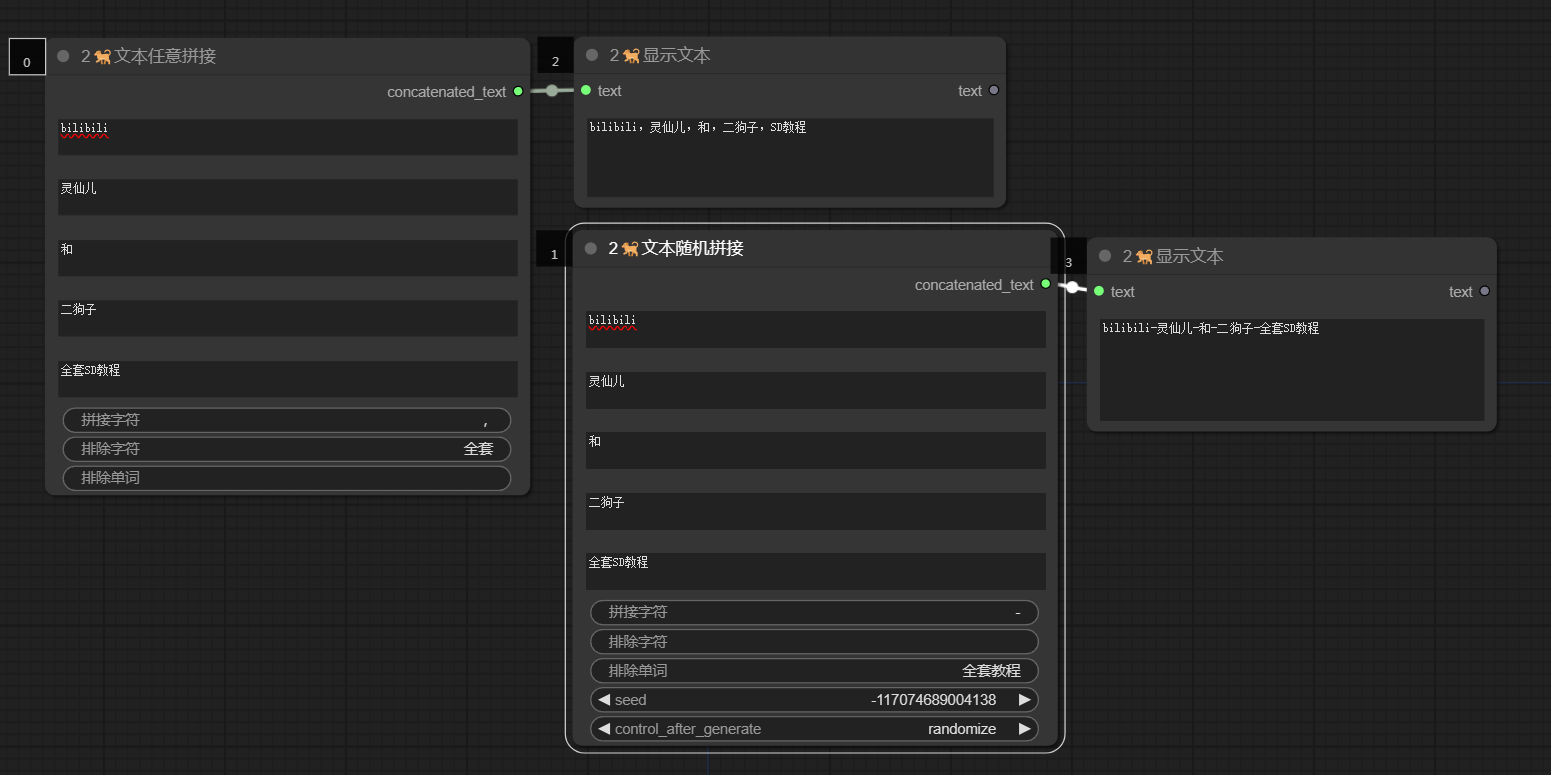 0
2🐕文本任意拼接
concatenated_text
bilibili
灵仙儿
和
二狗子
全套SD教程
拼接字符 ,
排除字符 全套
排除单词
2
2🐕显示文本
text text
bilibili, 灵仙儿, 和, 二狗子, SD教程
1
2🐕文本随机拼接
concatenated_text
bilibili
灵仙儿
和
二狗子
全套SD教程
拼接字符 -
排除字符
排除单词 全套教程
seed -117074689004138
control_after_generate randomize
3
2🐕显示文本
text text
bilibili-灵仙儿-和-二狗子-全套SD教程